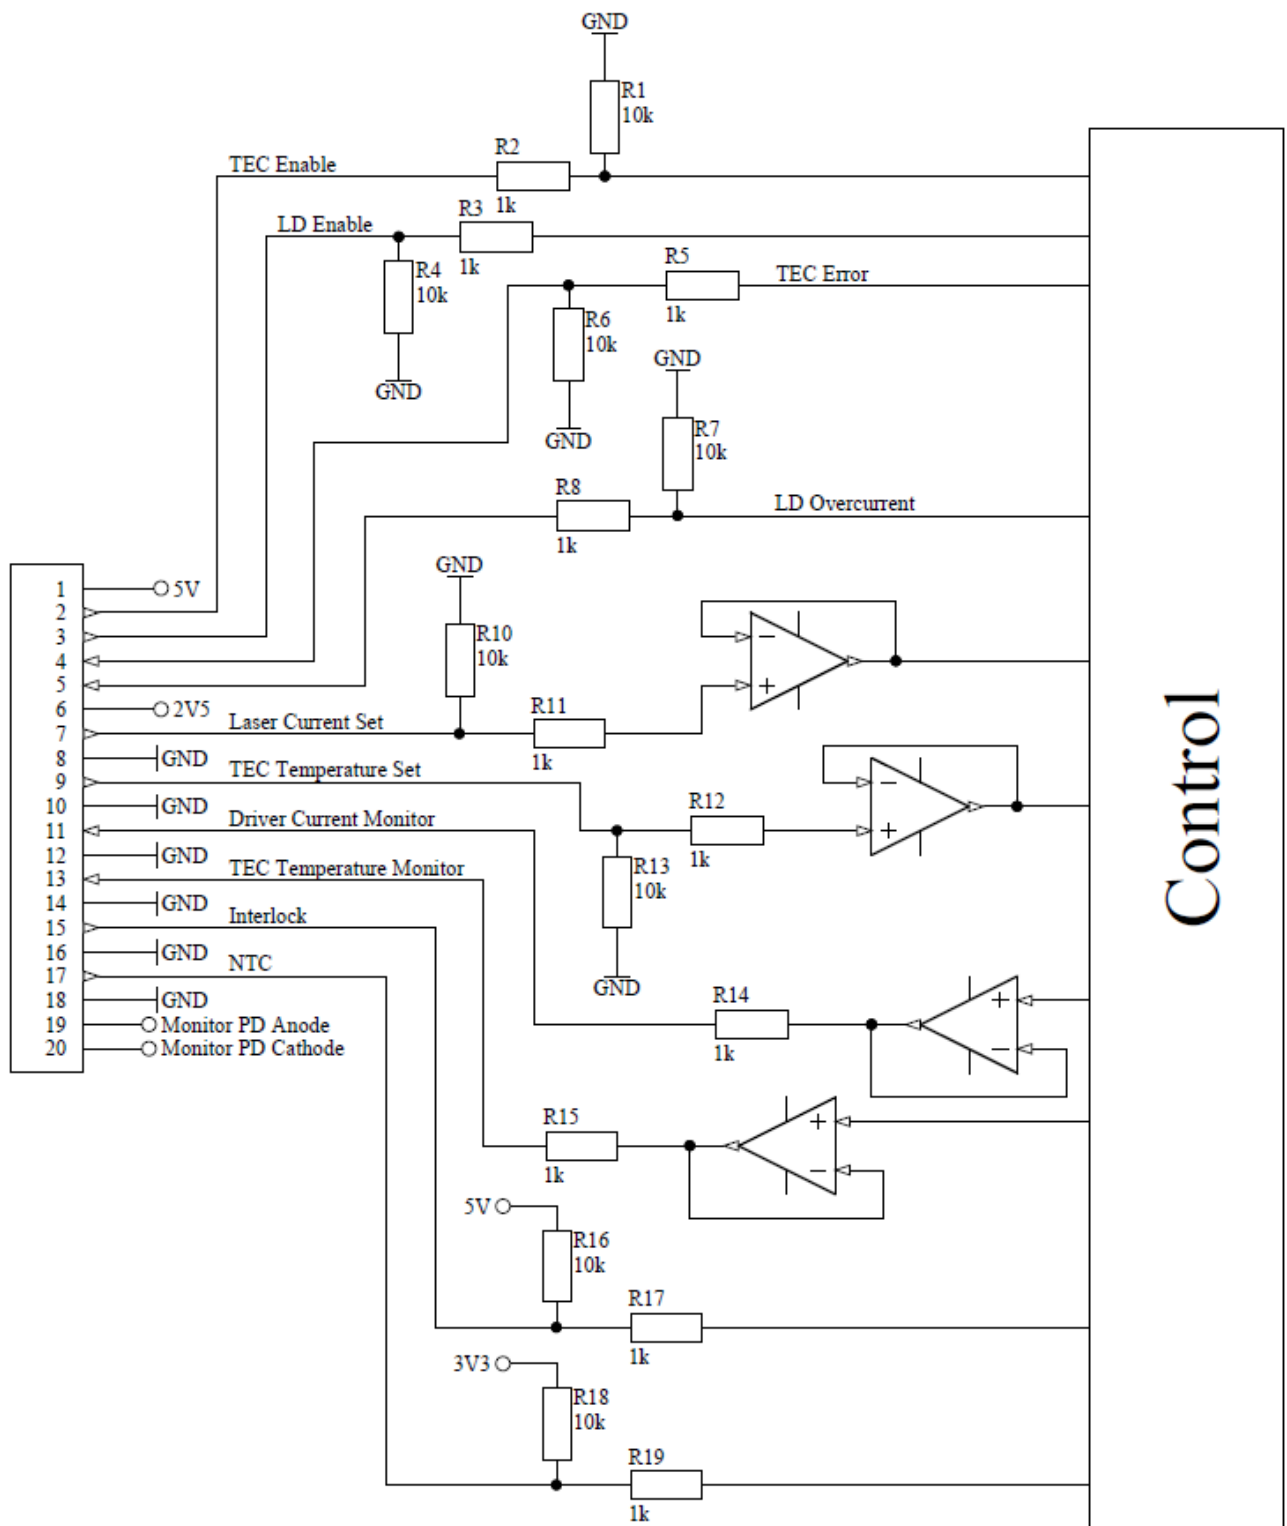 GND
R1
10k
R2
TEC Enable
1k
R3
LD Enable
1k
R4
10k
GND
R5
TEC Error
1k
R6
10k
GND
GND
R7
10k
R8
LD Overcurrent
1k
GND
R10
10k
1
5V
2
3
4
5
6
2V5
7
Laser Current Set
R11
1k
− 
+
8
GND
9
TEC Temperature Set
10
GND
R12
1k
−
+
11
Driver Current Monitor
R13
10k
GND
12
GND
13
TEC Temperature Monitor
14
GND
15
Interlock
16
GND
17
NTC
18
GND
19
Monitor PD Anode
20
Monitor PD Cathode
R14
1k
+
−
R15
1k
+
−
5V
R16
10k
R17
1k
3V3
R18
10k
R19
1k
Control